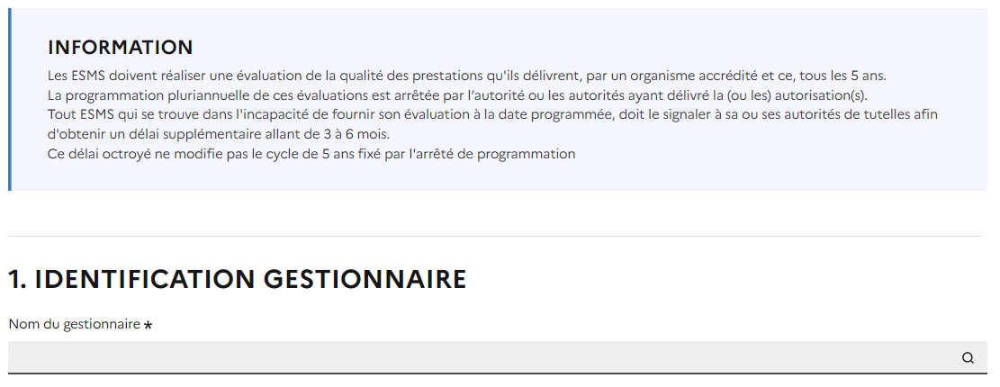 INFORMATION
Les ESMS doivent réaliser une évaluation de la qualité des prestations qu'ils délivrent, par un organisme accrédité et ce, tous les 5 ans.
La programmation pluriannuelle de ces évaluations est arrêtée par l’autorité ou les autorités ayant délivré la (ou les) autorisation(s).
Tout ESMS qui se trouve dans l'incapacité de fournir son évaluation à la date programmée, doit le signaler à sa ou ses autorités de tutelles afin
d'obtenir un délai supplémentaire allant de 3 à 6 mois.
Ce délai octroyé ne modifie pas le cycle de 5 ans fixé par l'arrêté de programmation
1. IDENTIFICATION GESTIONNAIRE
Nom du gestionnaire *